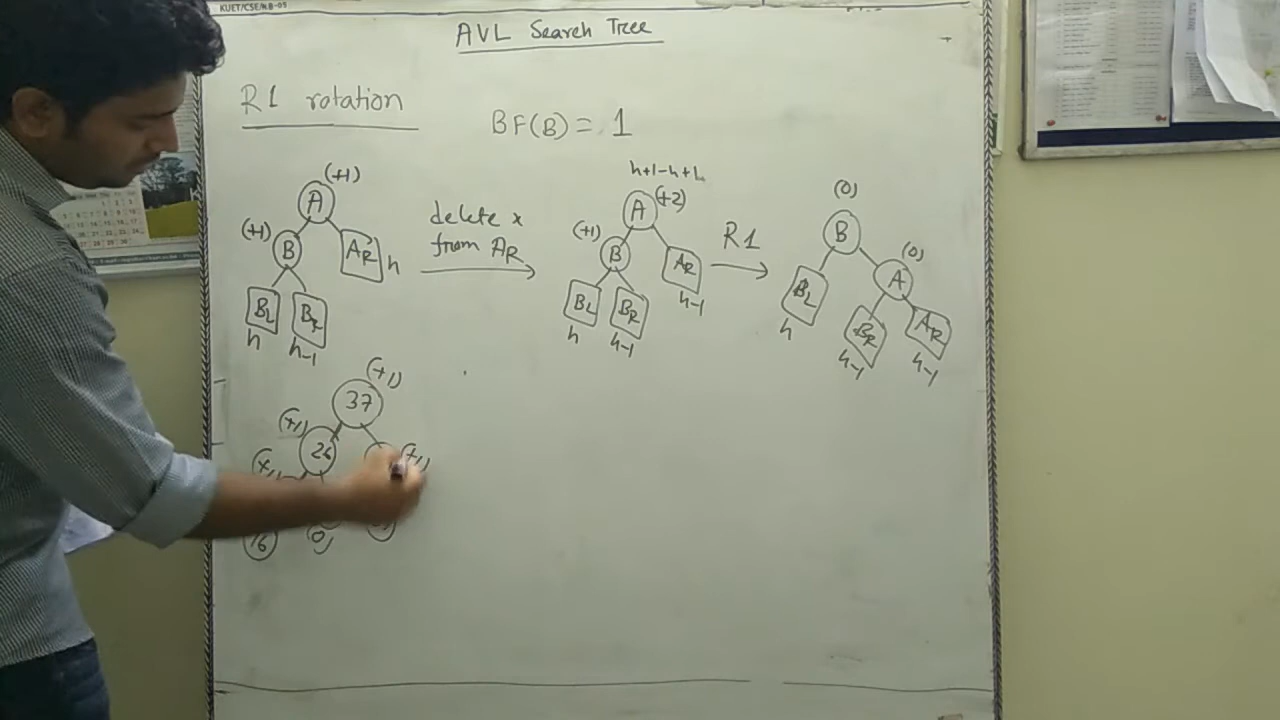 KUET/CSE/WB-05
AVL Search Tree
R1 rotation
BF(B) = 1
(+1)
A
(+1)
B
AR
h
BL
BR
h
h-1
delete x
from AR
h+1-h+1
A
(+2)
(+1)
B
AR
h-1
BL
BR
h
h-1
R1
(0)
B
(0)
BL
A
h
BR
AR
h-1
h-1
(+1)
37
(+1)
26
(+1)
(+1)
16
(0)